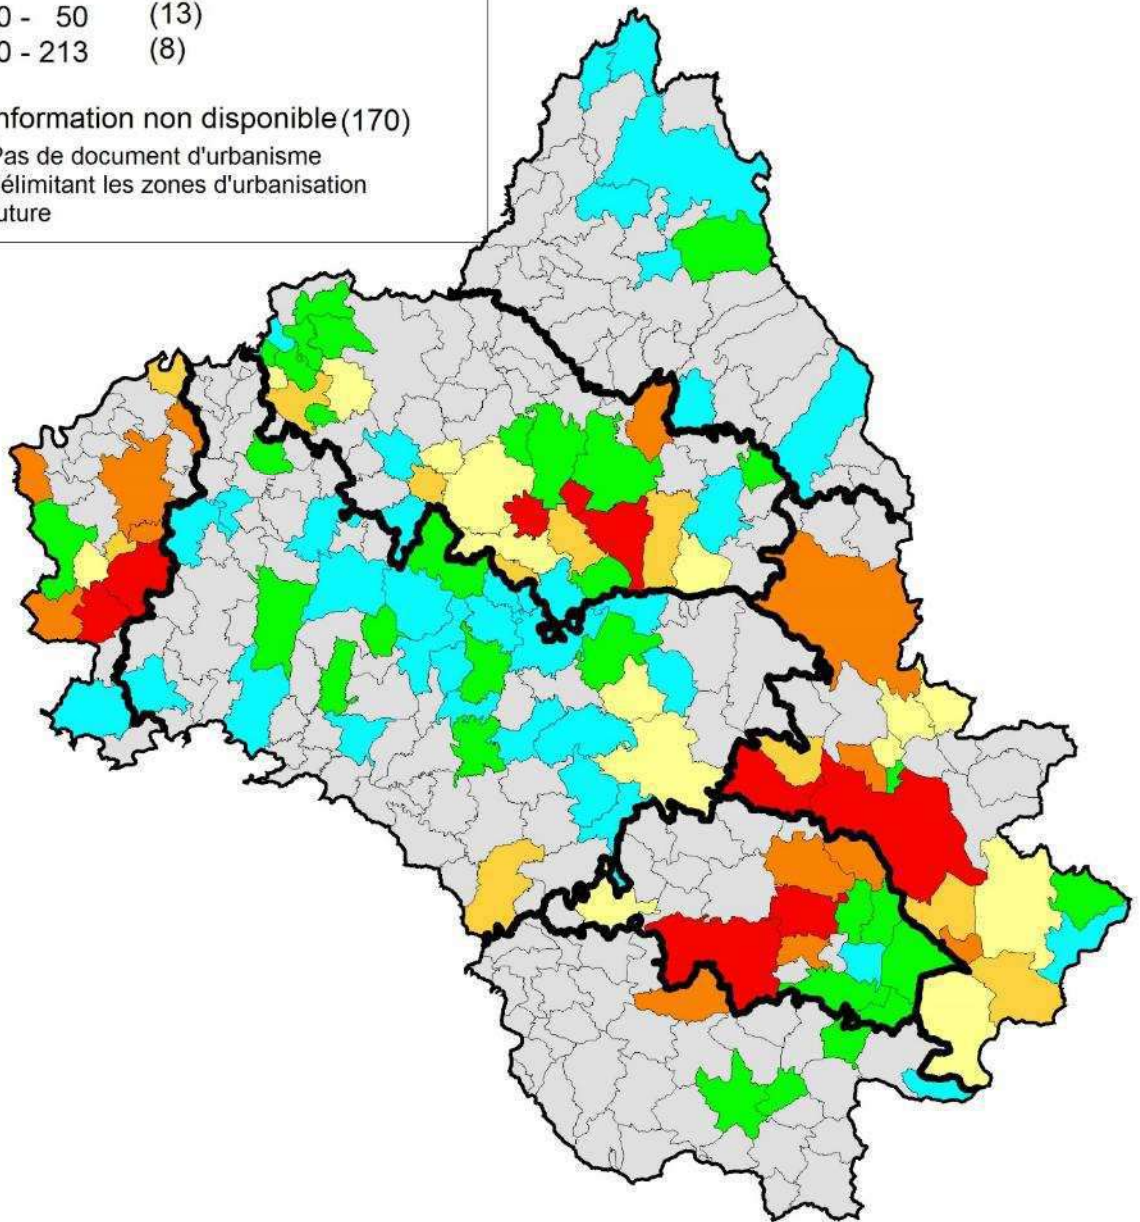 0 - 50 (13)
0 - 213 (8)
nformation non disponible (170)
Pas de document d'urbanisme
élimitant les zones d'urbanisation
uture